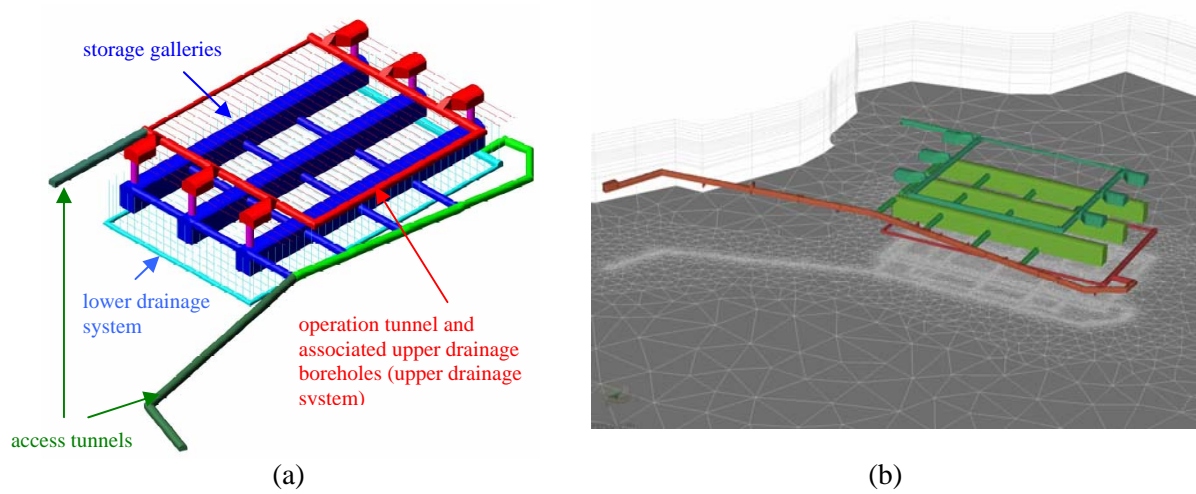 storage galleries
lower drainage
system
operation tunnel and
associated upper drainage
boreholes (upper drainage
system)
access tunnels
(a)
(b)